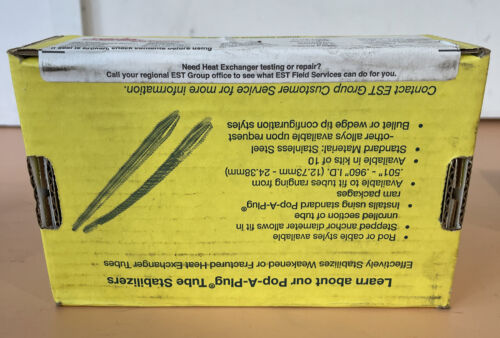 Need Heat Exchanger testing or repair?
Call your regional EST Group office to see what EST Field Services can do for you.
Learn about our Pop-A-Plug® Tube Stabilizers
Effectively Stabilizes Weakened or Fractured Heat Exchanger Tubes
• Rod or cable styles available
• Stepped anchor diameter allows fit in
unrolled section of tube
• Installs using standard Pop-A-Plug®
ram packages
• Available to fit tubes ranging from
.501" - .960" I.D. (12.73mm - 24.38mm)
• Available in kits of 10
• Standard Material: Stainless Steel
-other alloys available upon request
• Bullet or wedge tip configuration styles
Contact EST Group Customer Service for more information.